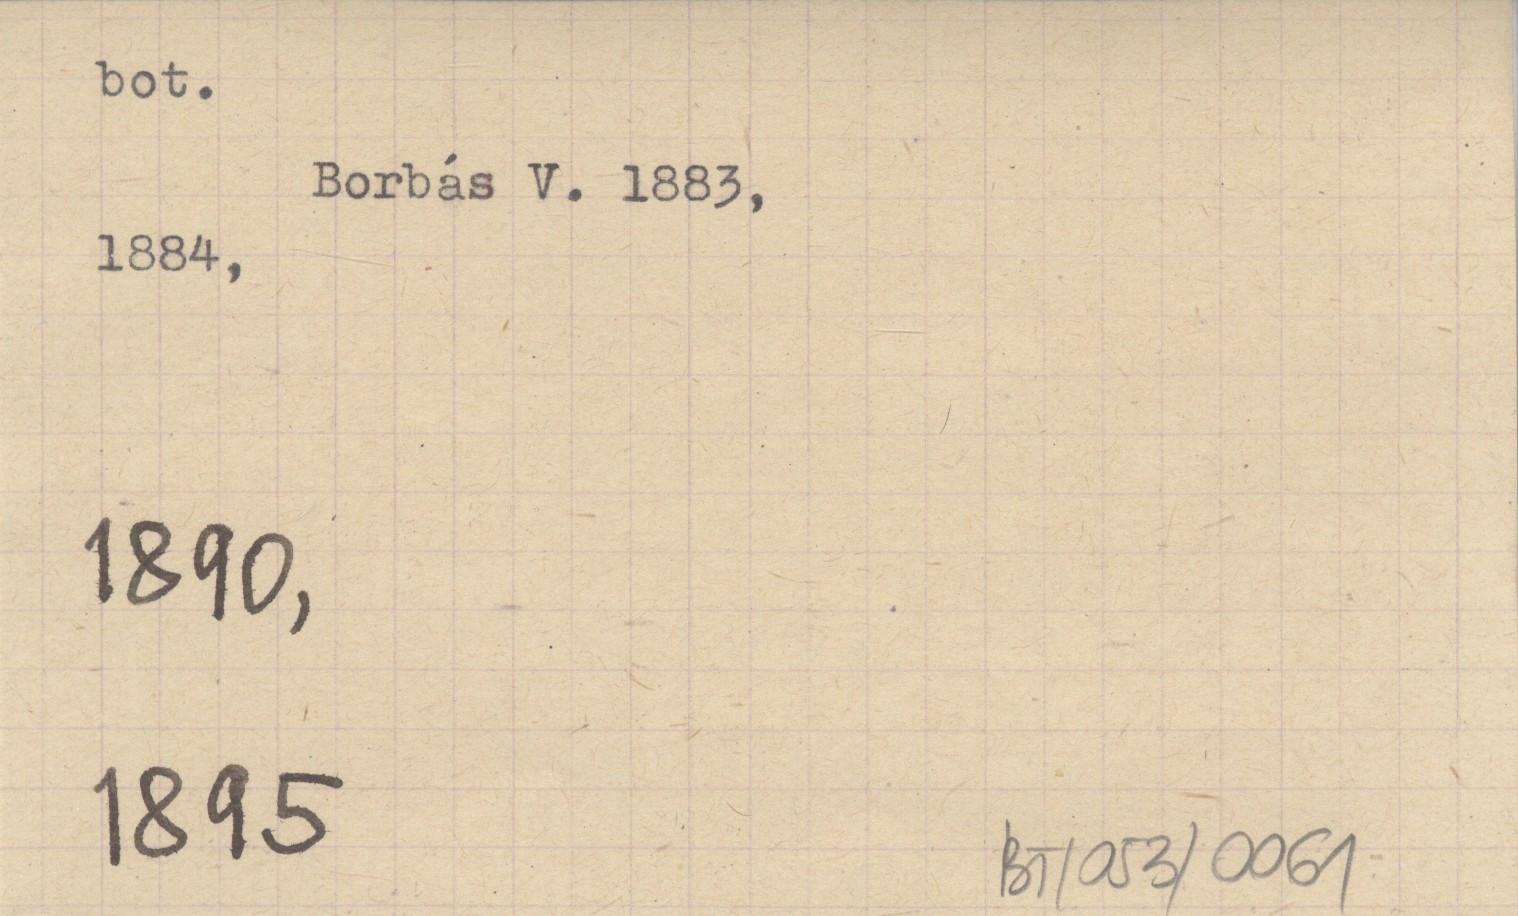 bot.
Borbás V. 1883,
1884,
1890,
1895
BT/053/0061